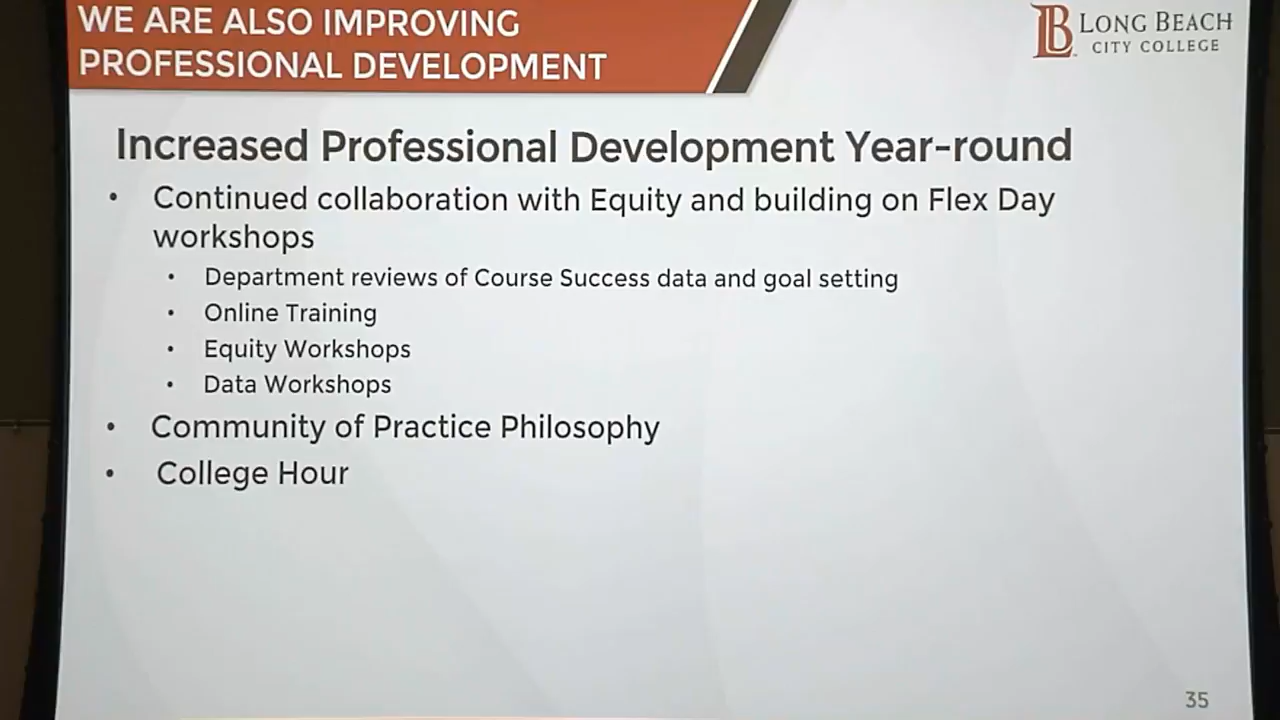 WE ARE ALSO IMPROVING
PROFESSIONAL DEVELOPMENT
LB LONG BEACH
CITY COLLEGE
Increased Professional Development Year-round
• Continued collaboration with Equity and building on Flex Day
workshops
• Department reviews of Course Success data and goal setting
• Online Training
• Equity Workshops
• Data Workshops
• Community of Practice Philosophy
• College Hour
35